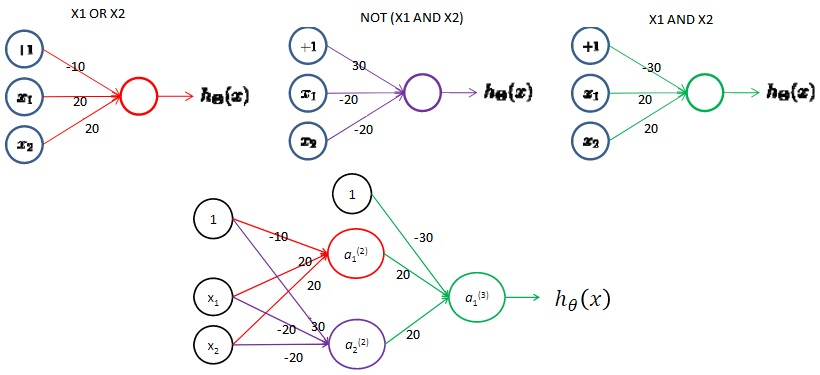 X1 OR X2
+1
-10
x₁
20
hΘ(x)
20
x₂
NOT (X1 AND X2)
+1
30
x₁
-20
hΘ(x)
-20
x₂
X1 AND X2
+1
-30
x₁
20
hΘ(x)
20
x₂
1
1
-10
-30
a₁⁽²⁾
20
20
20
x₁
a₁⁽³⁾
hθ(x)
-20
30
20
x₂
a₂⁽²⁾
-20